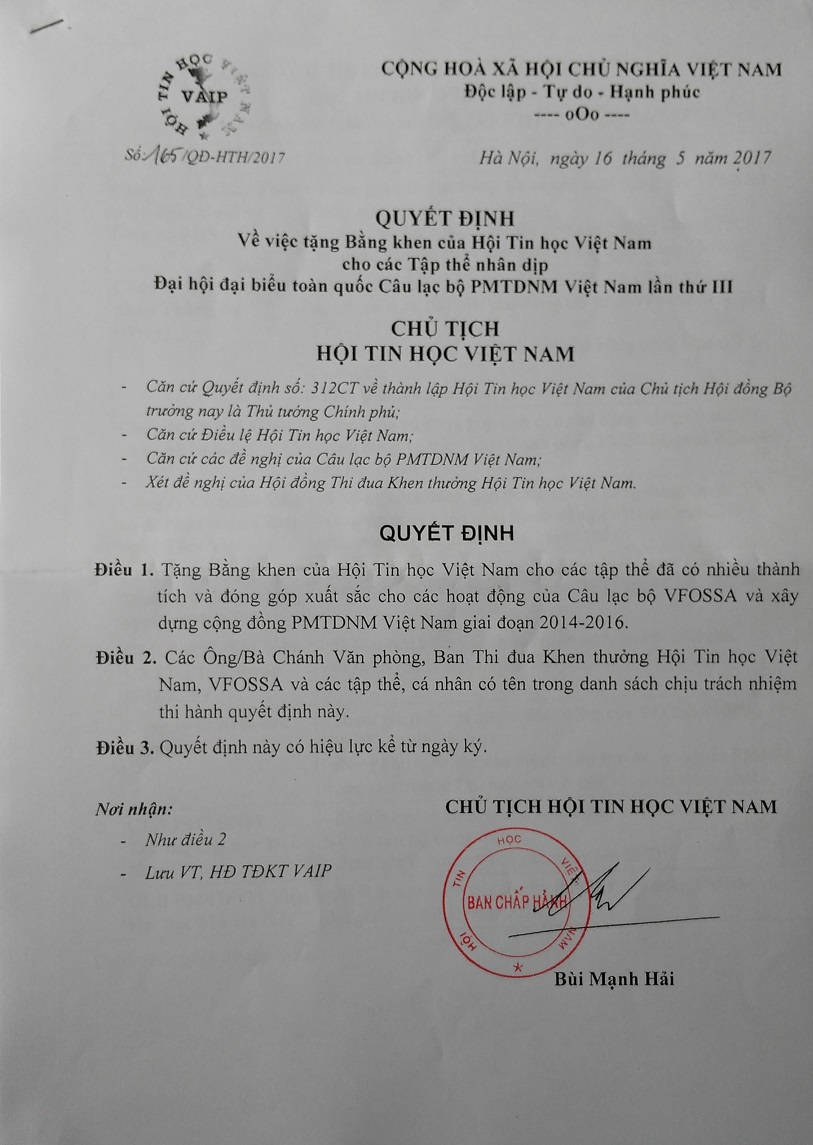 HỘI TIN HỌC VIỆT NAM
VAIP
CỘNG HOÀ XÃ HỘI CHỦ NGHĨA VIỆT NAM
Độc lập - Tự do - Hạnh phúc
---- oOo ----
Số:165/QĐ-HTH/2017
Hà Nội, ngày 16 tháng 5 năm 2017
QUYẾT ĐỊNH
Về việc tặng Bằng khen của Hội Tin học Việt Nam
cho các Tập thể nhân dịp
Đại hội đại biểu toàn quốc Câu lạc bộ PMTDNM Việt Nam lần thứ III
CHỦ TỊCH
HỘI TIN HỌC VIỆT NAM
- Căn cứ Quyết định số: 312CT về thành lập Hội Tin học Việt Nam của Chủ tịch Hội đồng Bộ
trưởng nay là Thủ tướng Chính phủ;
- Căn cứ Điều lệ Hội Tin học Việt Nam;
- Căn cứ các đề nghị của Câu lạc bộ PMTDNM Việt Nam;
- Xét đề nghị của Hội đồng Thi đua Khen thưởng Hội Tin học Việt Nam.
QUYẾT ĐỊNH
Điều 1. Tặng Bằng khen của Hội Tin học Việt Nam cho các tập thể đã có nhiều thành
tích và đóng góp xuất sắc cho các hoạt động của Câu lạc bộ VFOSSA và xây
dựng cộng đồng PMTDNM Việt Nam giai đoạn 2014-2016.
Điều 2. Các Ông/Bà Chánh Văn phòng, Ban Thi đua Khen thưởng Hội Tin học Việt
Nam, VFOSSA và các tập thể, cá nhân có tên trong danh sách chịu trách nhiệm
thi hành quyết định này.
Điều 3. Quyết định này có hiệu lực kể từ ngày ký.
Nơi nhận:
- Như điều 2
- Lưu VT, HĐ TĐKT VAIP
CHỦ TỊCH HỘI TIN HỌC VIỆT NAM
HỘI TIN HỌC VIỆT NAM
BAN CHẤP HÀNH
Bùi Mạnh Hải